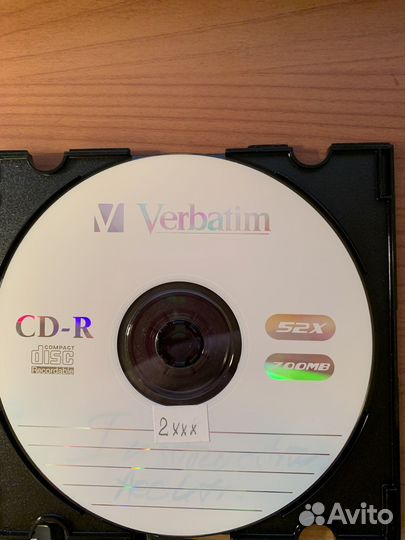 Verbatim
CD-R
52X
COMPACT
disc
Recordable
700MB
2xxx
Avito